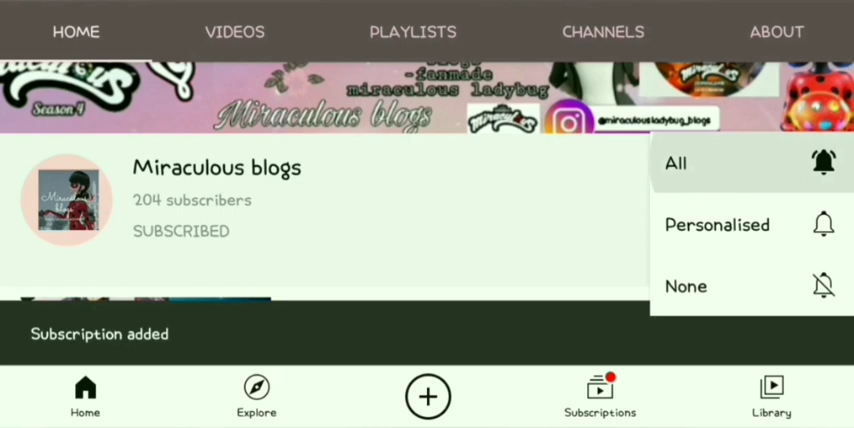 HOME VIDEOS PLAYLISTS CHANNELS ABOUT
blogs
-fanmade
miraculous ladybug
Season 4
Miraculous blogs
@miraculousladybug_blogs
Miraculous blogs
204 subscribers
SUBSCRIBED
All
Personalised
None
Subscription added
Home Explore Subscriptions Library